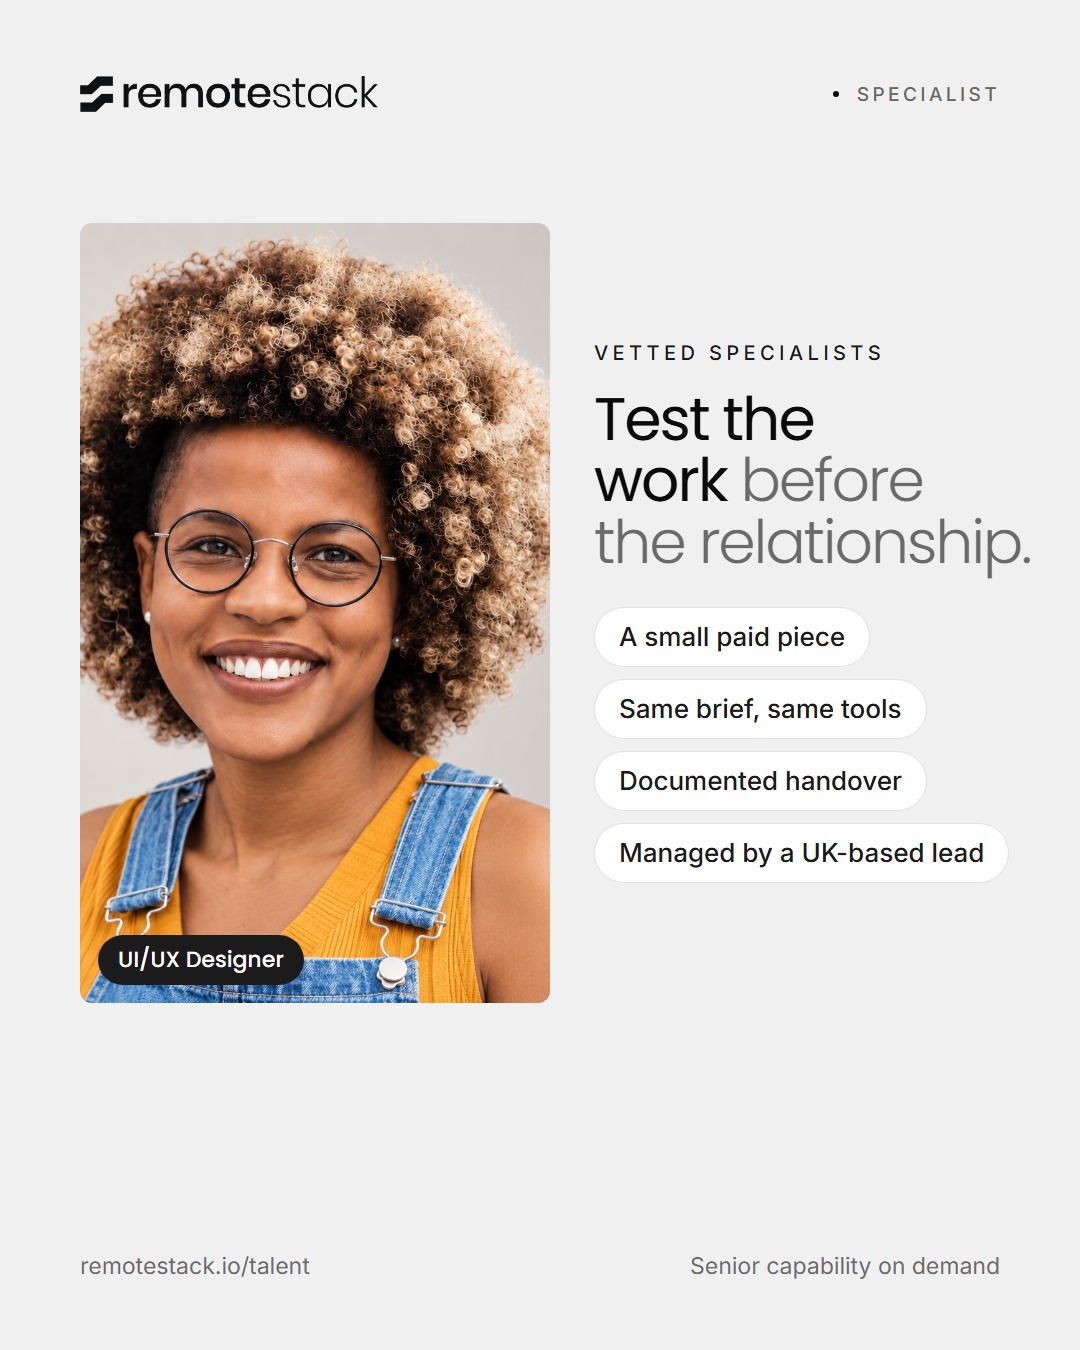 remotestack
• SPECIALIST
VETTED SPECIALISTS
Test the
work before
the relationship.
A small paid piece
Same brief, same tools
Documented handover
Managed by a UK-based lead
UI/UX Designer
remotestack.io/talent
Senior capability on demand